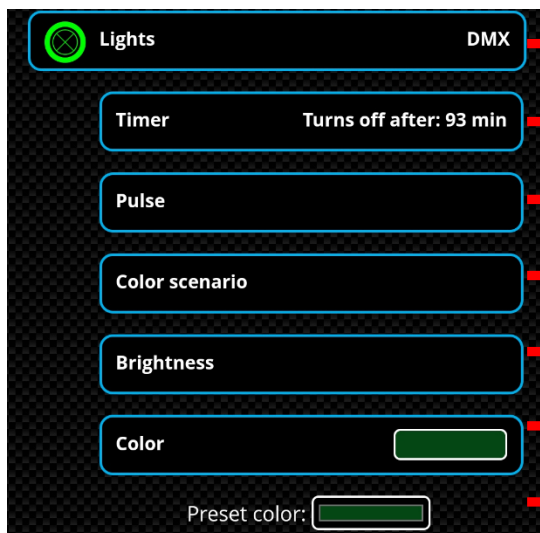 Lights DMX
Timer Turns off after: 93 min
Pulse
Color scenario
Brightness
Color
Preset color: